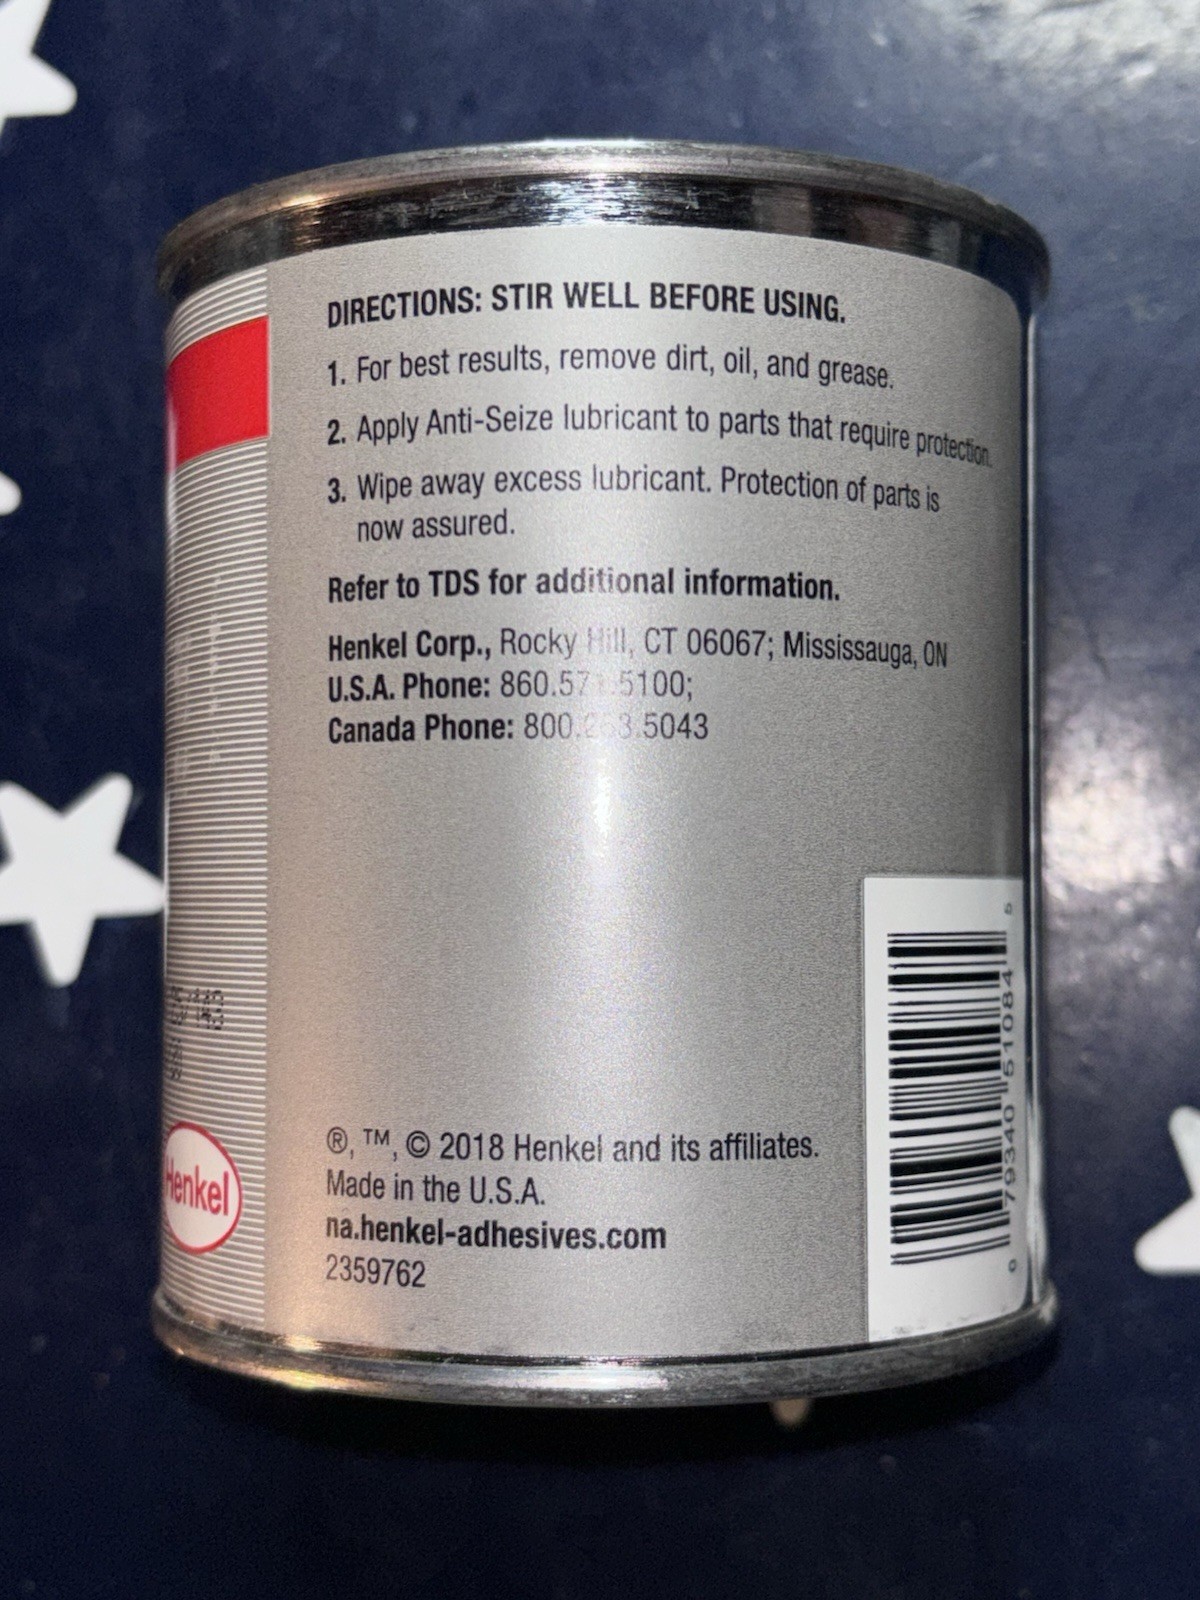 DIRECTIONS: STIR WELL BEFORE USING.
1. For best results, remove dirt, oil, and grease.
2. Apply Anti-Seize lubricant to parts that require protection.
3. Wipe away excess lubricant. Protection of parts is
now assured.
Refer to TDS for additional information.
Henkel Corp., Rocky Hill, CT 06067; Mississauga, ON
U.S.A. Phone:
Canada Phone:
®, ™, © 2018 Henkel and its affiliates.
Made in the U.S.A.
na.henkel-adhesives.com
2359762
Henkel
0 79340 51084 5